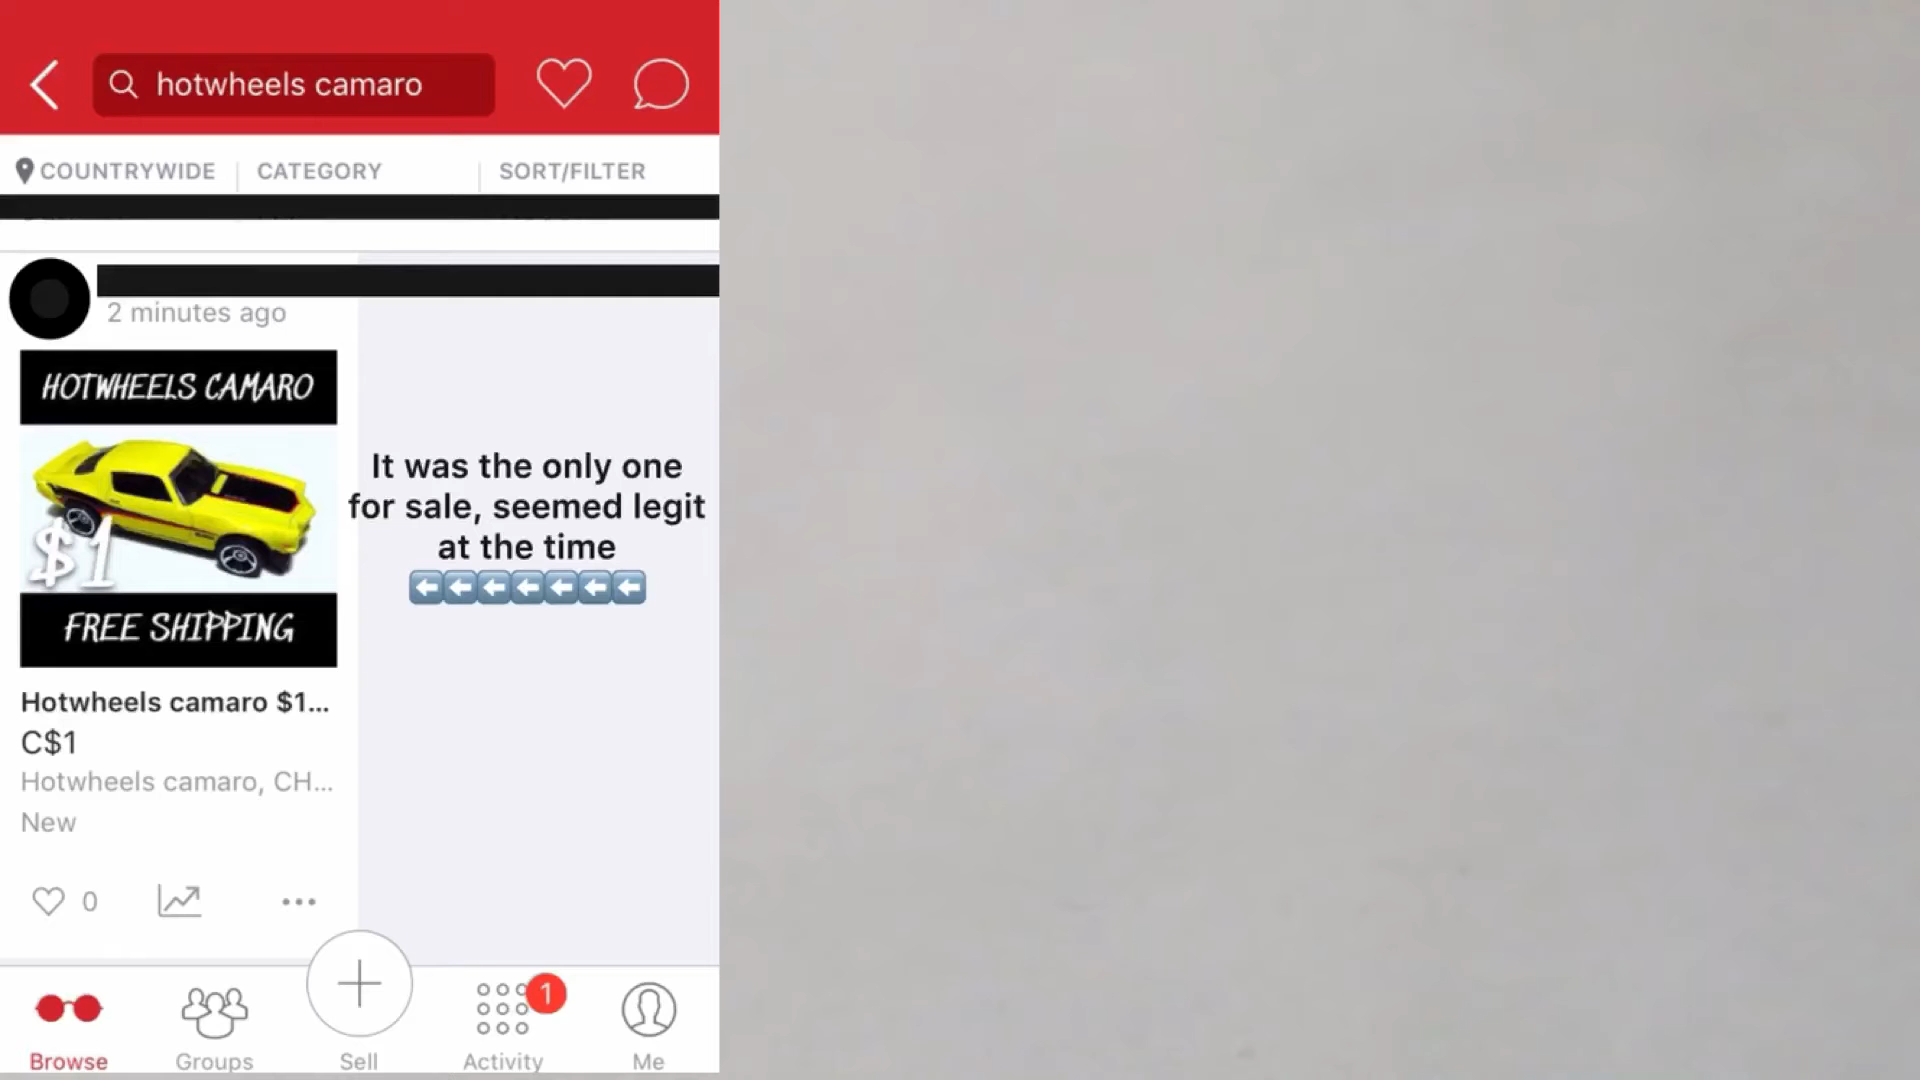 hotwheels camaro
COUNTRYWIDE
CATEGORY
SORT/FILTER
2 minutes ago
HOTWHEELS CAMARO
$1
FREE SHIPPING
Hotwheels camaro $1...
C$1
Hotwheels camaro, CH...
New
0
It was the only one
for sale, seemed legit
at the time
Browse
Groups
Sell
1
Activity
Me